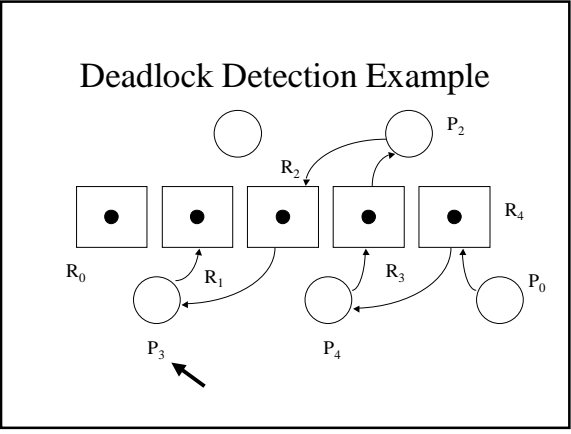 Deadlock Detection Example
P₂
R₂
R₄
R₀
R₁
R₃
P₀
P₃
P₄